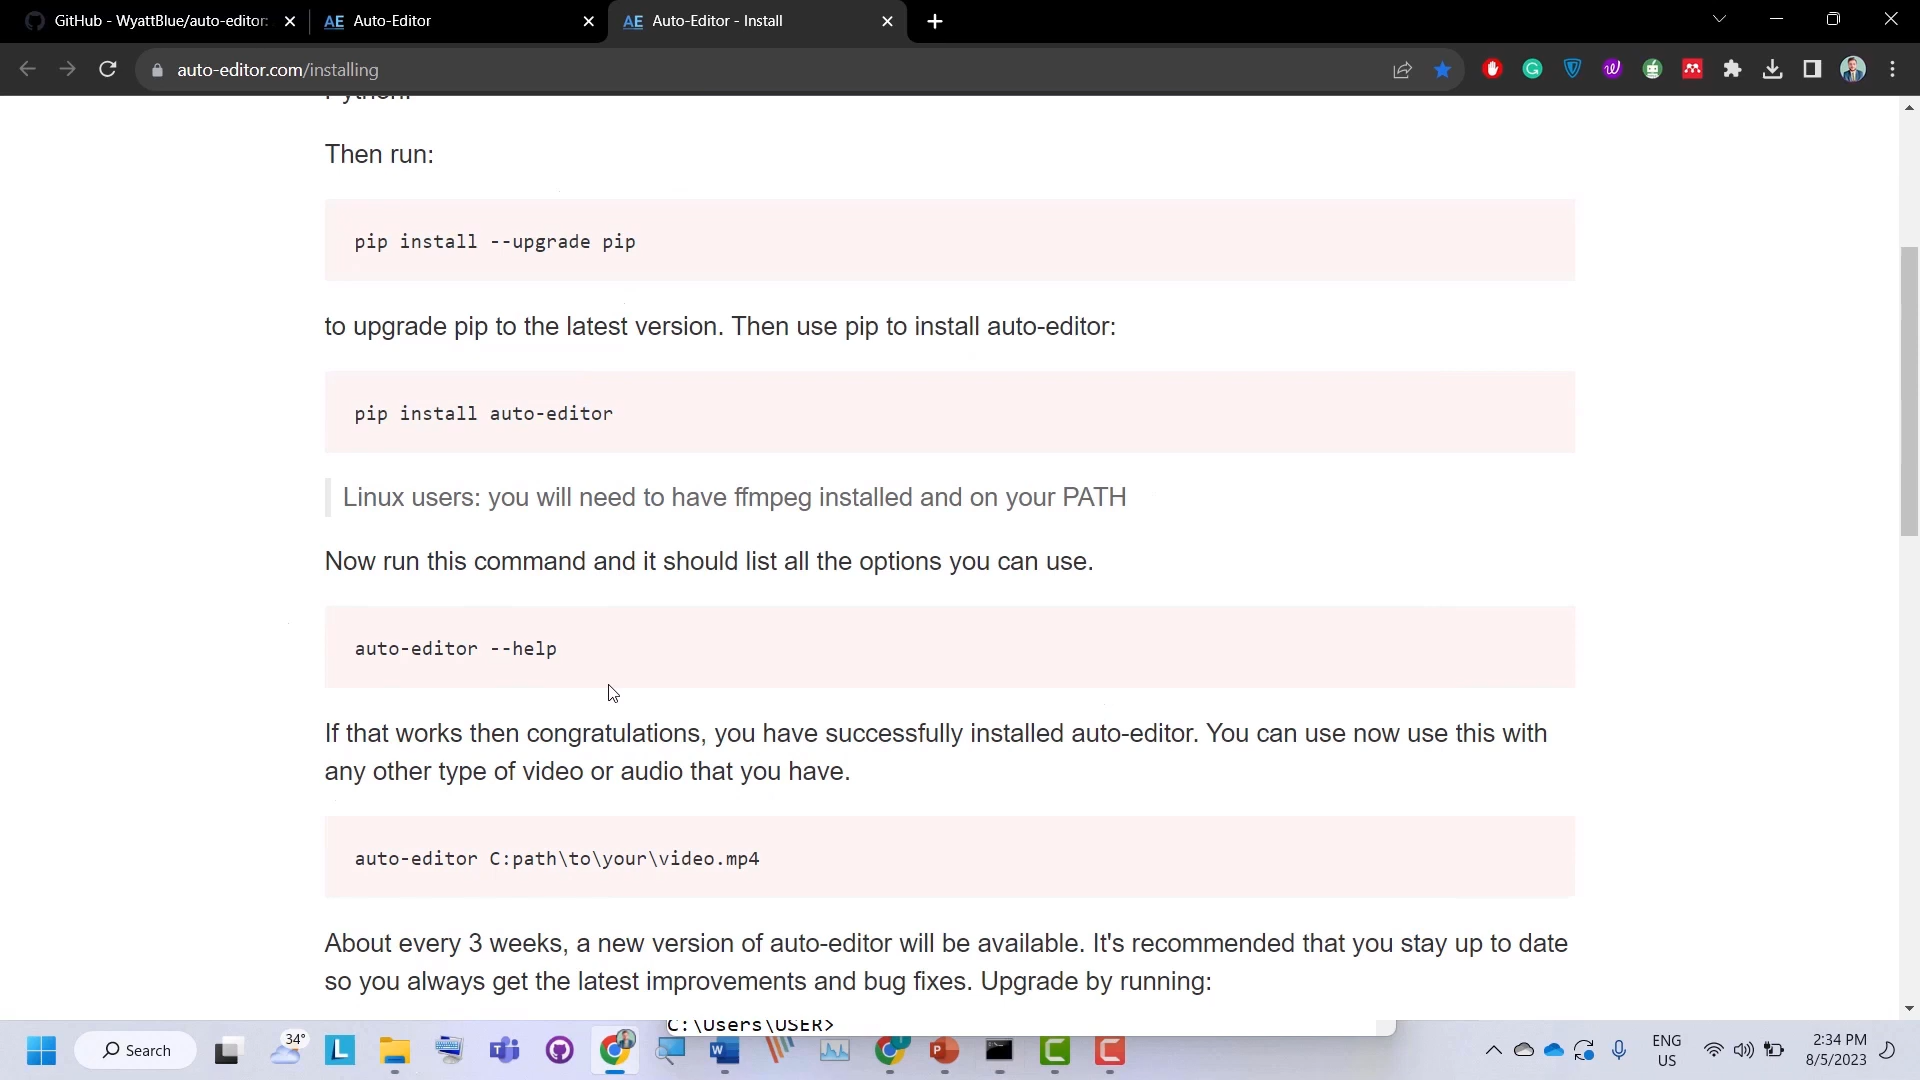 GitHub - WyattBlue/auto-editor:
AE Auto-Editor
AE Auto-Editor - Install
auto-editor.com/installing
Python.
Then run:
pip install --upgrade pip
to upgrade pip to the latest version. Then use pip to install auto-editor:
pip install auto-editor
Linux users: you will need to have ffmpeg installed and on your PATH
Now run this command and it should list all the options you can use.
auto-editor --help
If that works then congratulations, you have successfully installed auto-editor. You can use now use this with
any other type of video or audio that you have.
auto-editor C:path\to\your\video.mp4
About every 3 weeks, a new version of auto-editor will be available. It's recommended that you stay up to date
so you always get the latest improvements and bug fixes. Upgrade by running:
C:\Users\USER>
Search
34°
ENG
US
2:34 PM
8/5/2023